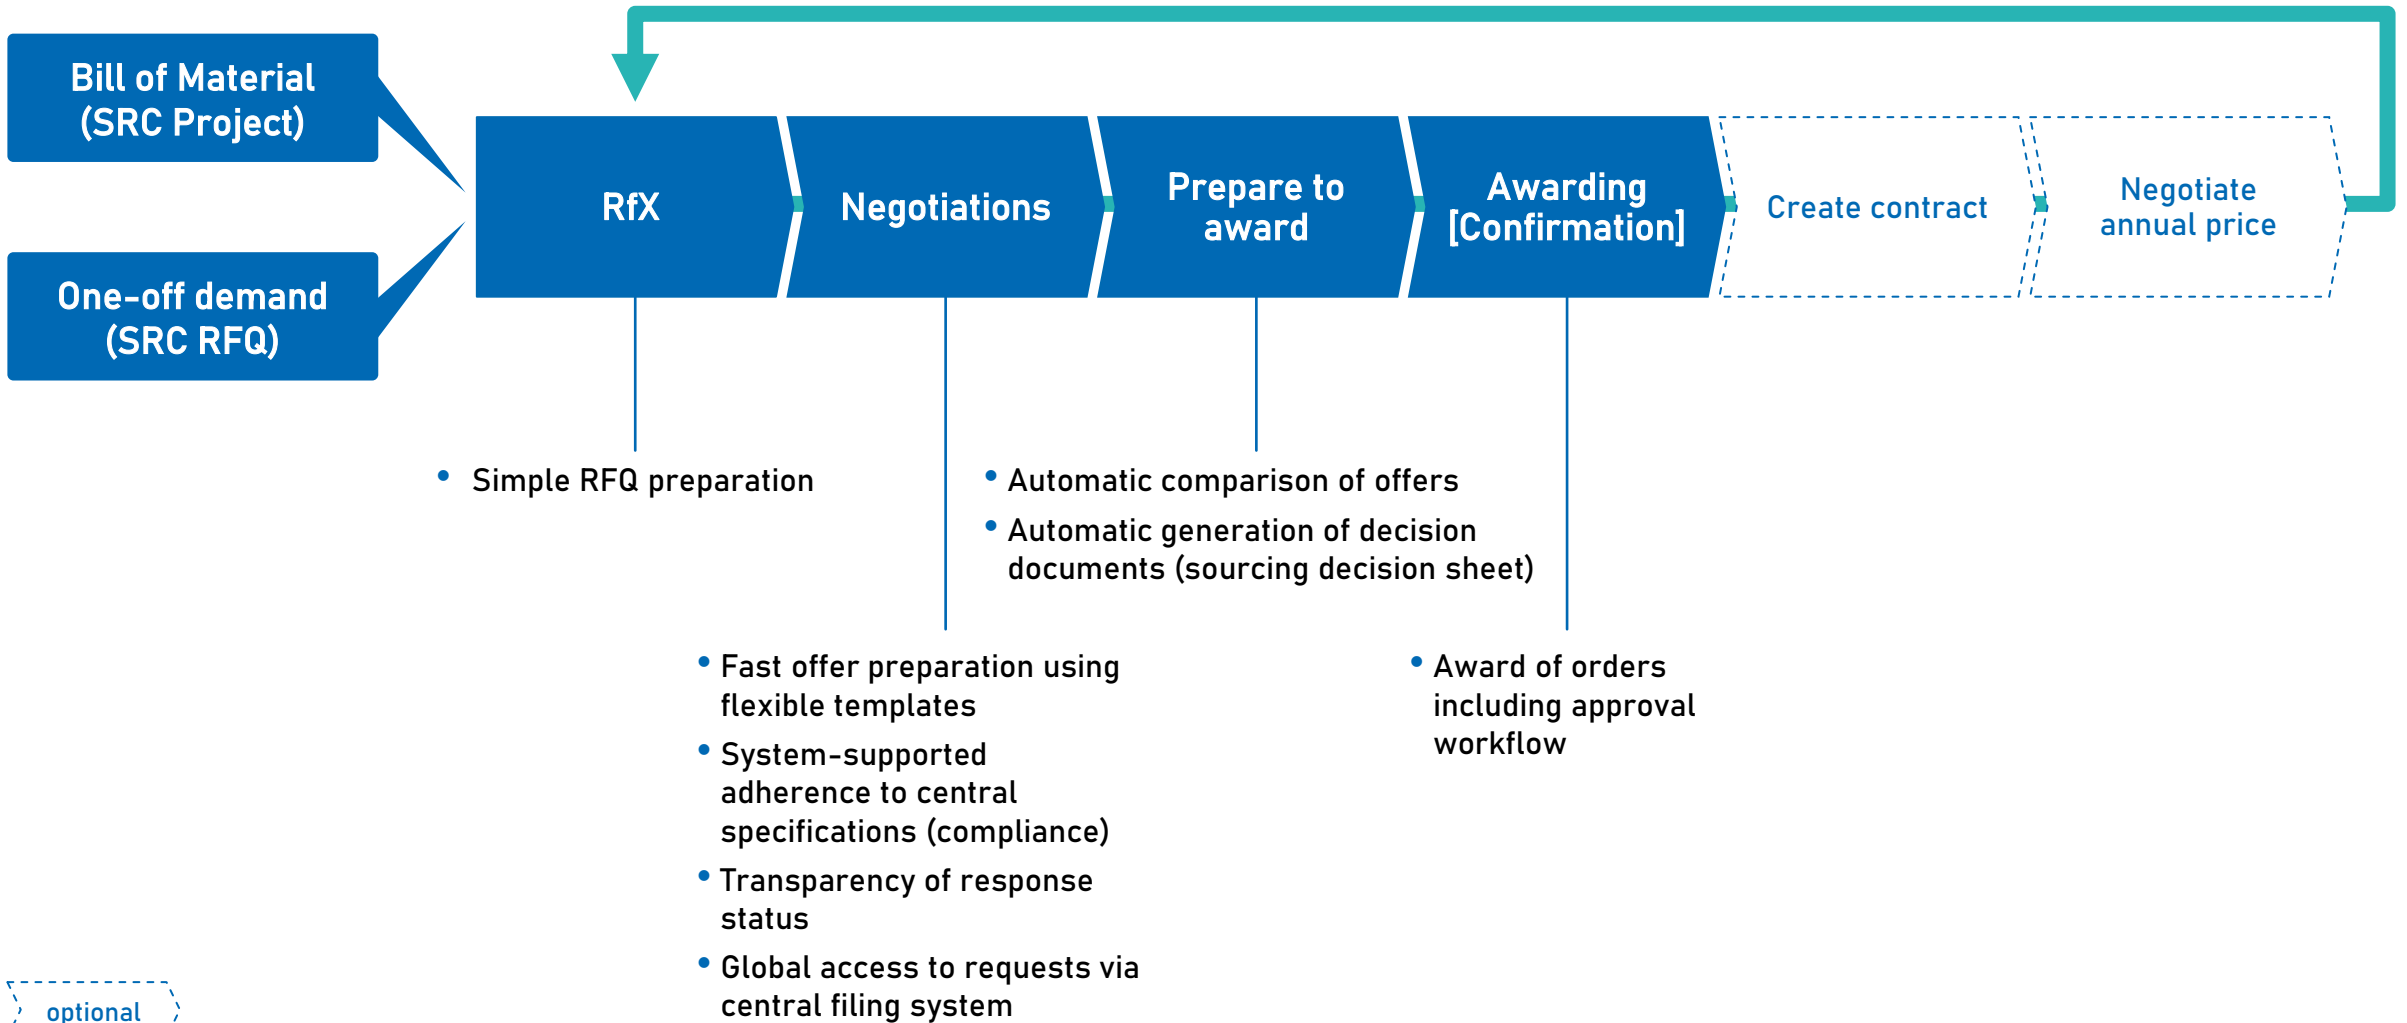 Bill of Material
(SRC Project)
One-off demand
(SRC RFQ)
RfX
Negotiations
Prepare to
award
Awarding
[Confirmation]
Create contract
Negotiate
annual price
• Simple RFQ preparation
• Automatic comparison of offers
• Automatic generation of decision
documents (sourcing decision sheet)
• Fast offer preparation using
flexible templates
• System-supported
adherence to central
specifications (compliance)
• Transparency of response
status
• Global access to requests via
central filing system
• Award of orders
including approval
workflow
optional